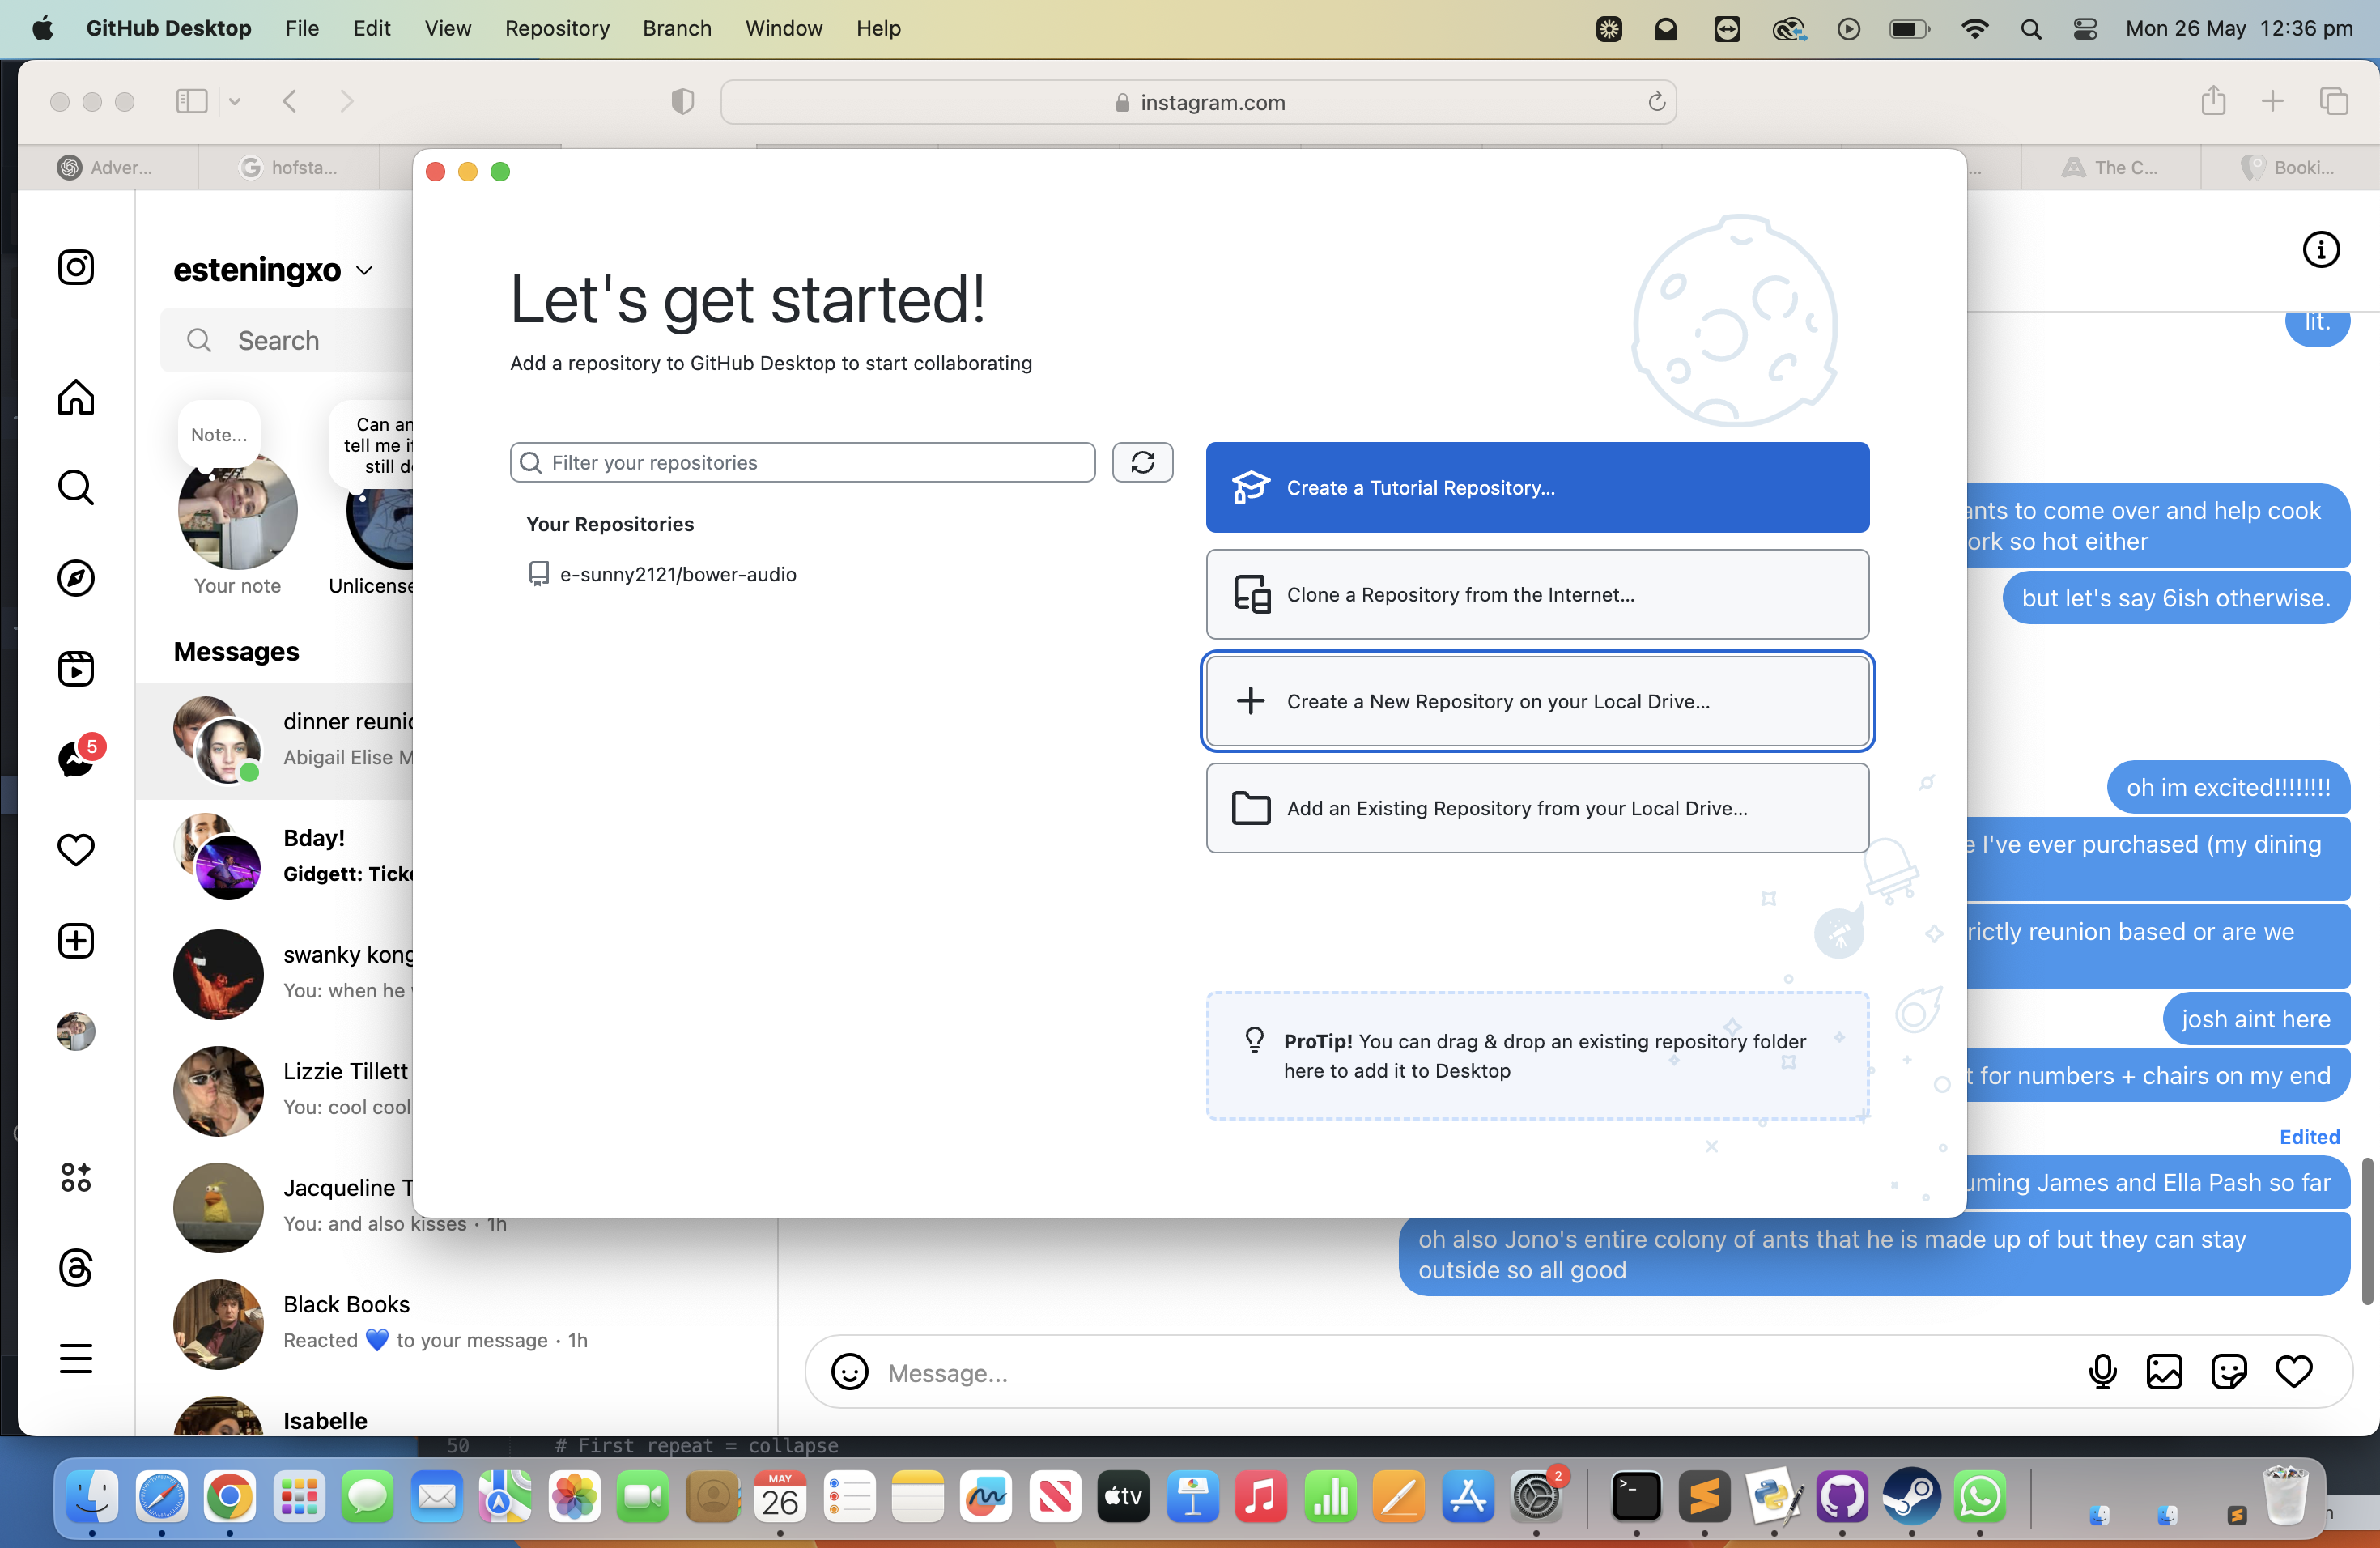 GitHub Desktop File Edit View Repository Branch Window Help Mon 26 May 12:36 pm
instagram.com
Adver... hofsta... ... The C... Booki...
esteningxo
Search
Note...
Can an
tell me i
still d
Your note Unlicense
Messages
5
dinner reunic
Abigail Elise M
Bday!
Gidgett: Ticke
swanky kong
You: when he
Lizzie Tillett
You: cool cool
Jacqueline T
You: and also kisses · 1h
Black Books
Reacted 💙 to your message · 1h
Isabelle
Let's get started!
Add a repository to GitHub Desktop to start collaborating
Filter your repositories
Your Repositories
e-sunny2121/bower-audio
Create a Tutorial Repository...
Clone a Repository from the Internet...
Create a New Repository on your Local Drive...
Add an Existing Repository from your Local Drive...
ProTip! You can drag & drop an existing repository folder
here to add it to Desktop
lit.
ants to come over and help cook
ork so hot either
but let's say 6ish otherwise.
oh im excited!!!!!!!!
e I've ever purchased (my dining
rictly reunion based or are we
josh aint here
t for numbers + chairs on my end
Edited
uming James and Ella Pash so far
oh also Jono's entire colony of ants that he is made up of but they can stay
outside so all good
Message...
50 # First repeat = collapse
MAY
26
tv
2